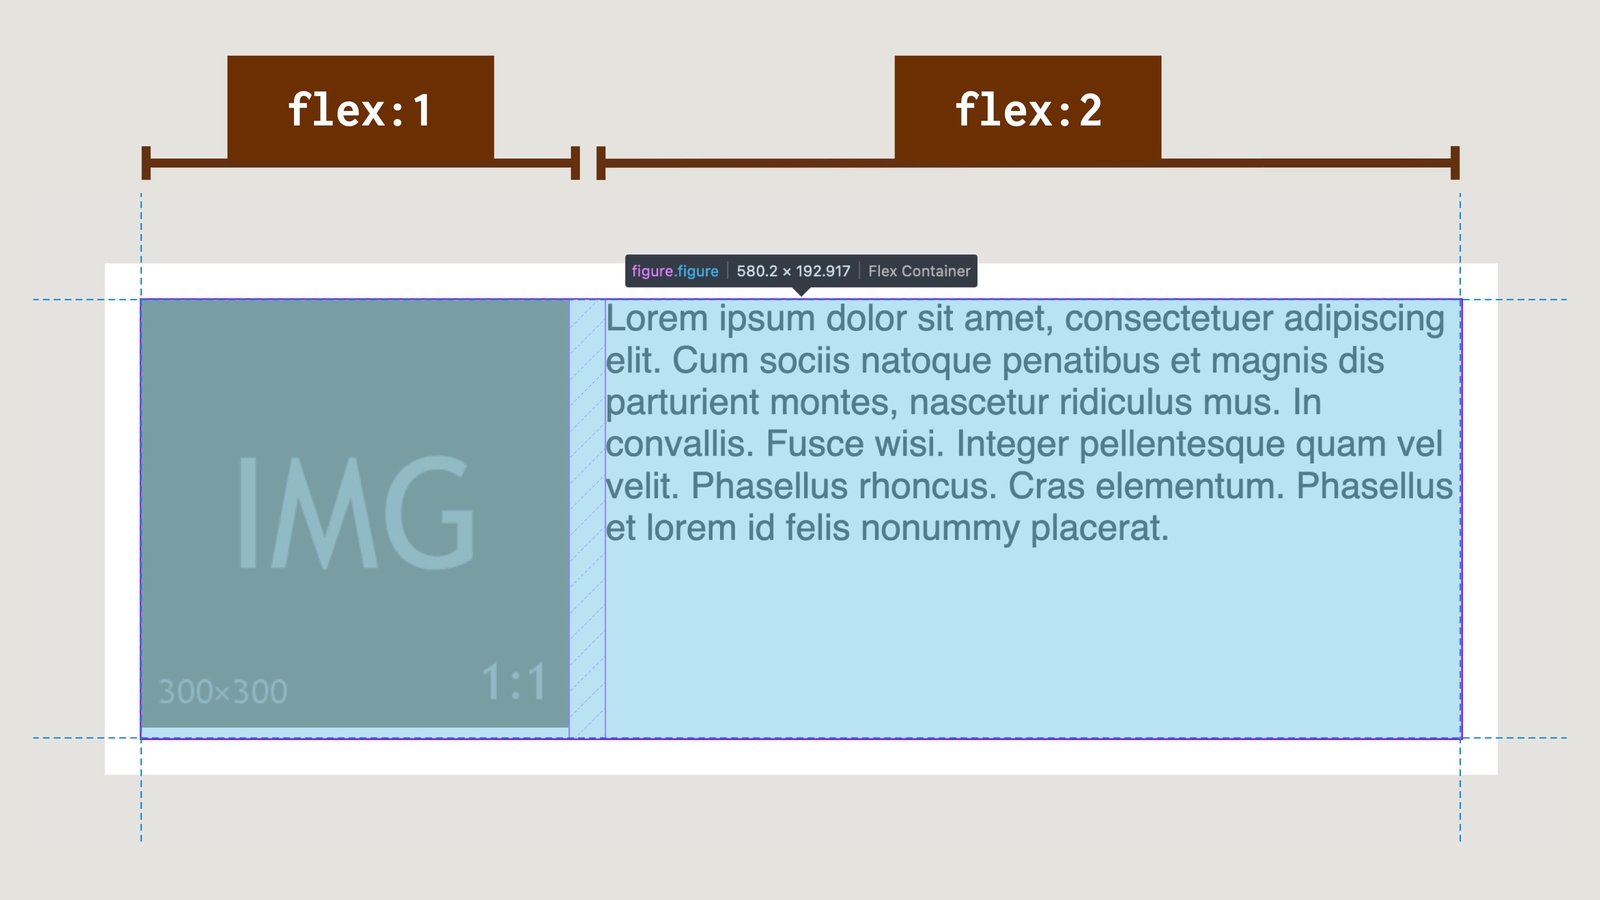 flex:1
flex:2
figure.figure 580.2 × 192.917 Flex Container
Lorem ipsum dolor sit amet, consectetuer adipiscing
elit. Cum sociis natoque penatibus et magnis dis
parturient montes, nascetur ridiculus mus. In
convallis. Fusce wisi. Integer pellentesque quam vel
velit. Phasellus rhoncus. Cras elementum. Phasellus
et lorem id felis nonummy placerat.
IMG
300×300
1:1